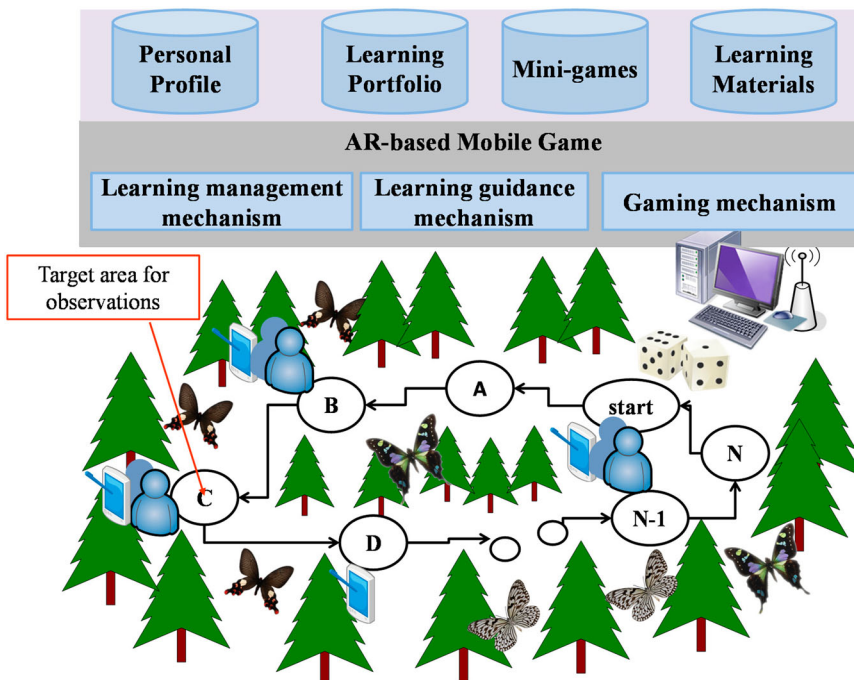 Personal
Profile
Learning
Portfolio
Mini-games
Learning
Materials
AR-based Mobile Game
Learning management
mechanism
Learning guidance
mechanism
Gaming mechanism
Target area for
observations
A
B
start
N
C
N-1
D